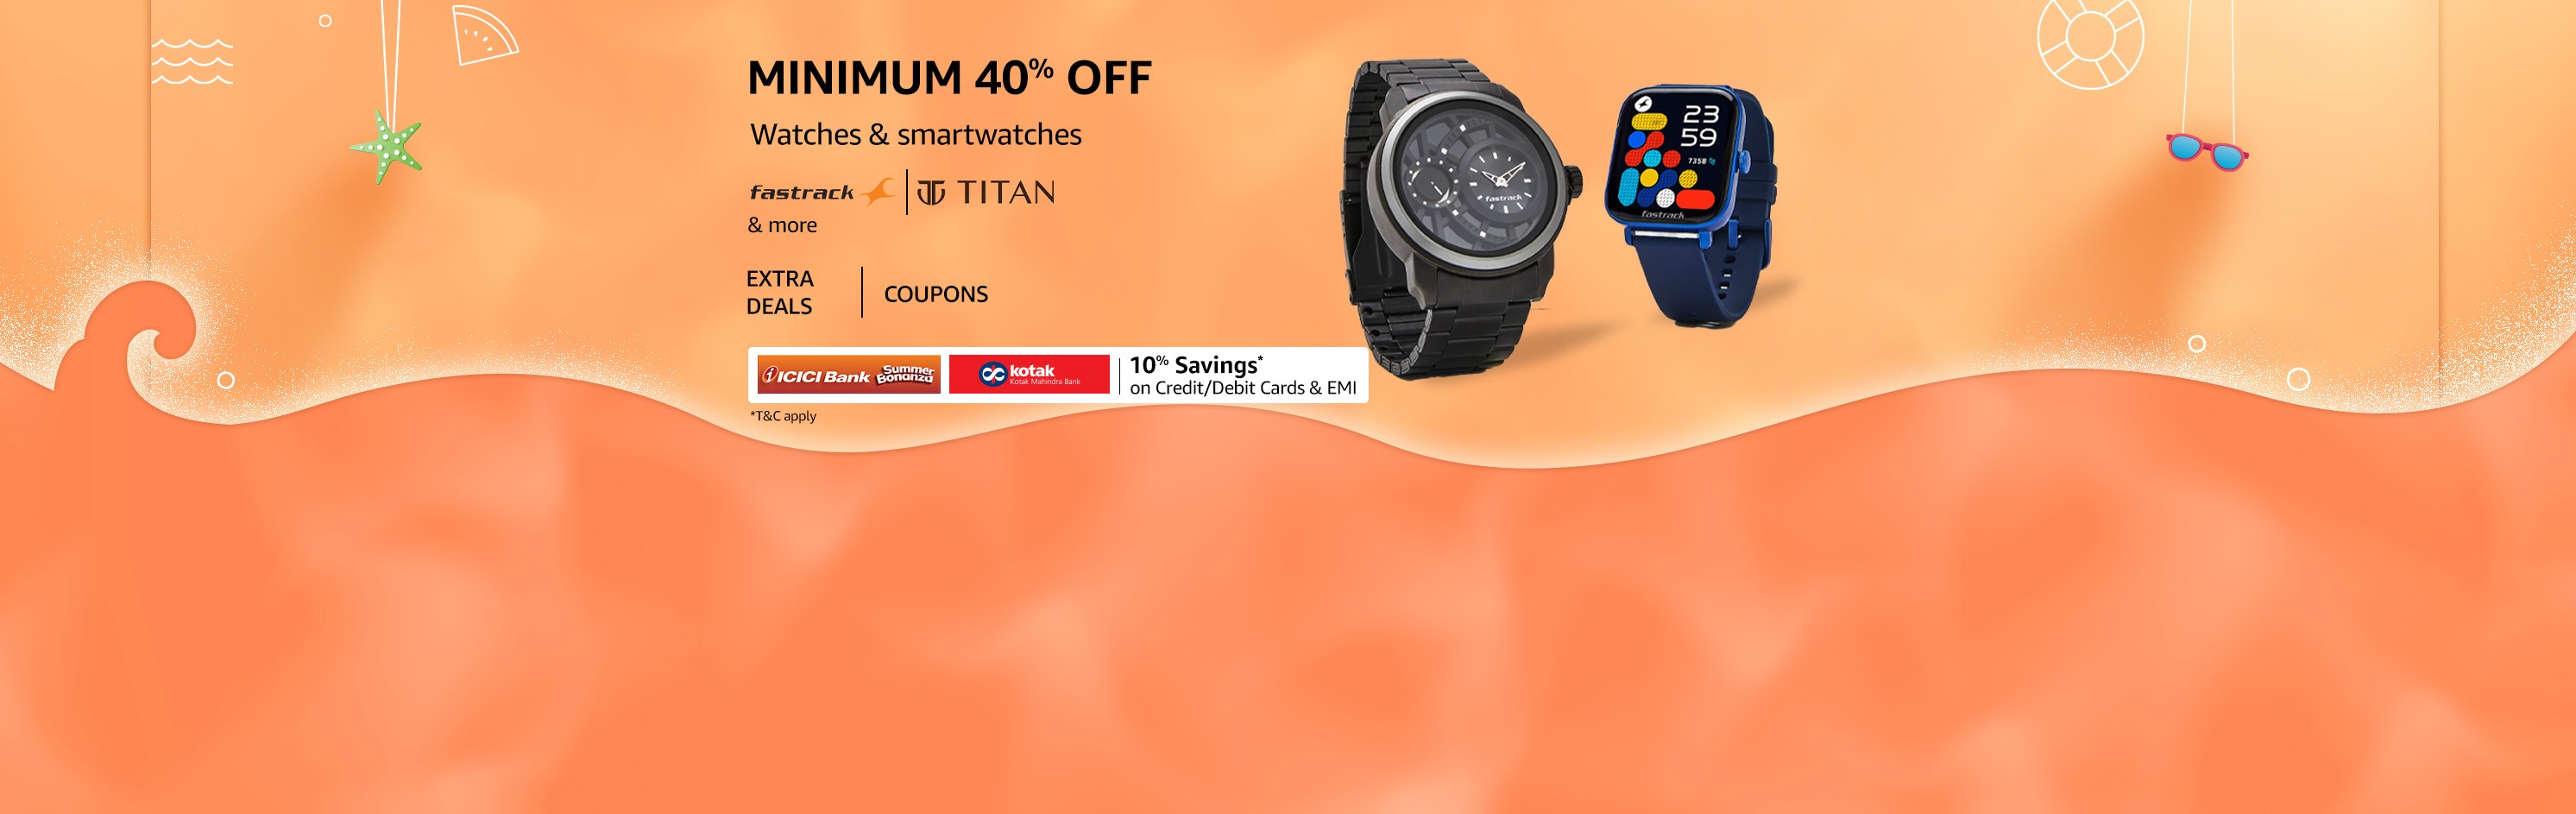 MINIMUM 40% OFF
Watches & smartwatches
fastrack | TITAN
& more
EXTRA DEALS | COUPONS
ICICI Bank Summer Bonanza
kotak
Kotak Mahindra Bank
10% Savings*
on Credit/Debit Cards & EMI
*T&C apply
fastrack
23
59
7358
fastrack